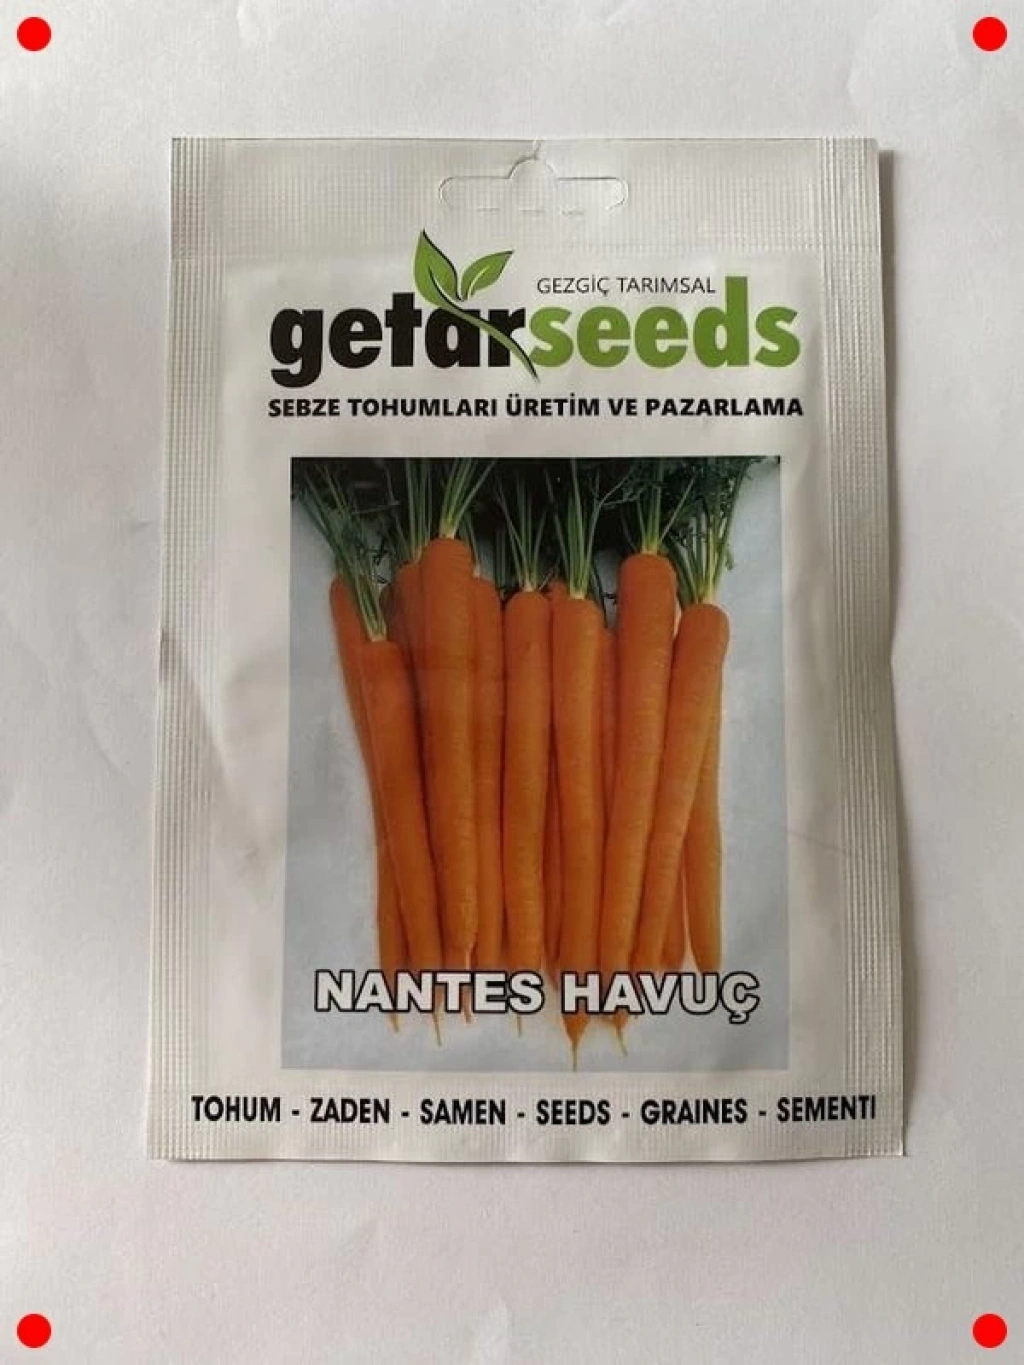 GEZGİÇ TARIMSAL
getarseeds
SEBZE TOHUMLARI ÜRETİM VE PAZARLAMA
NANTES HAVUÇ
TOHUM - ZADEN - SAMEN - SEEDS - GRAINES - SEMENTI